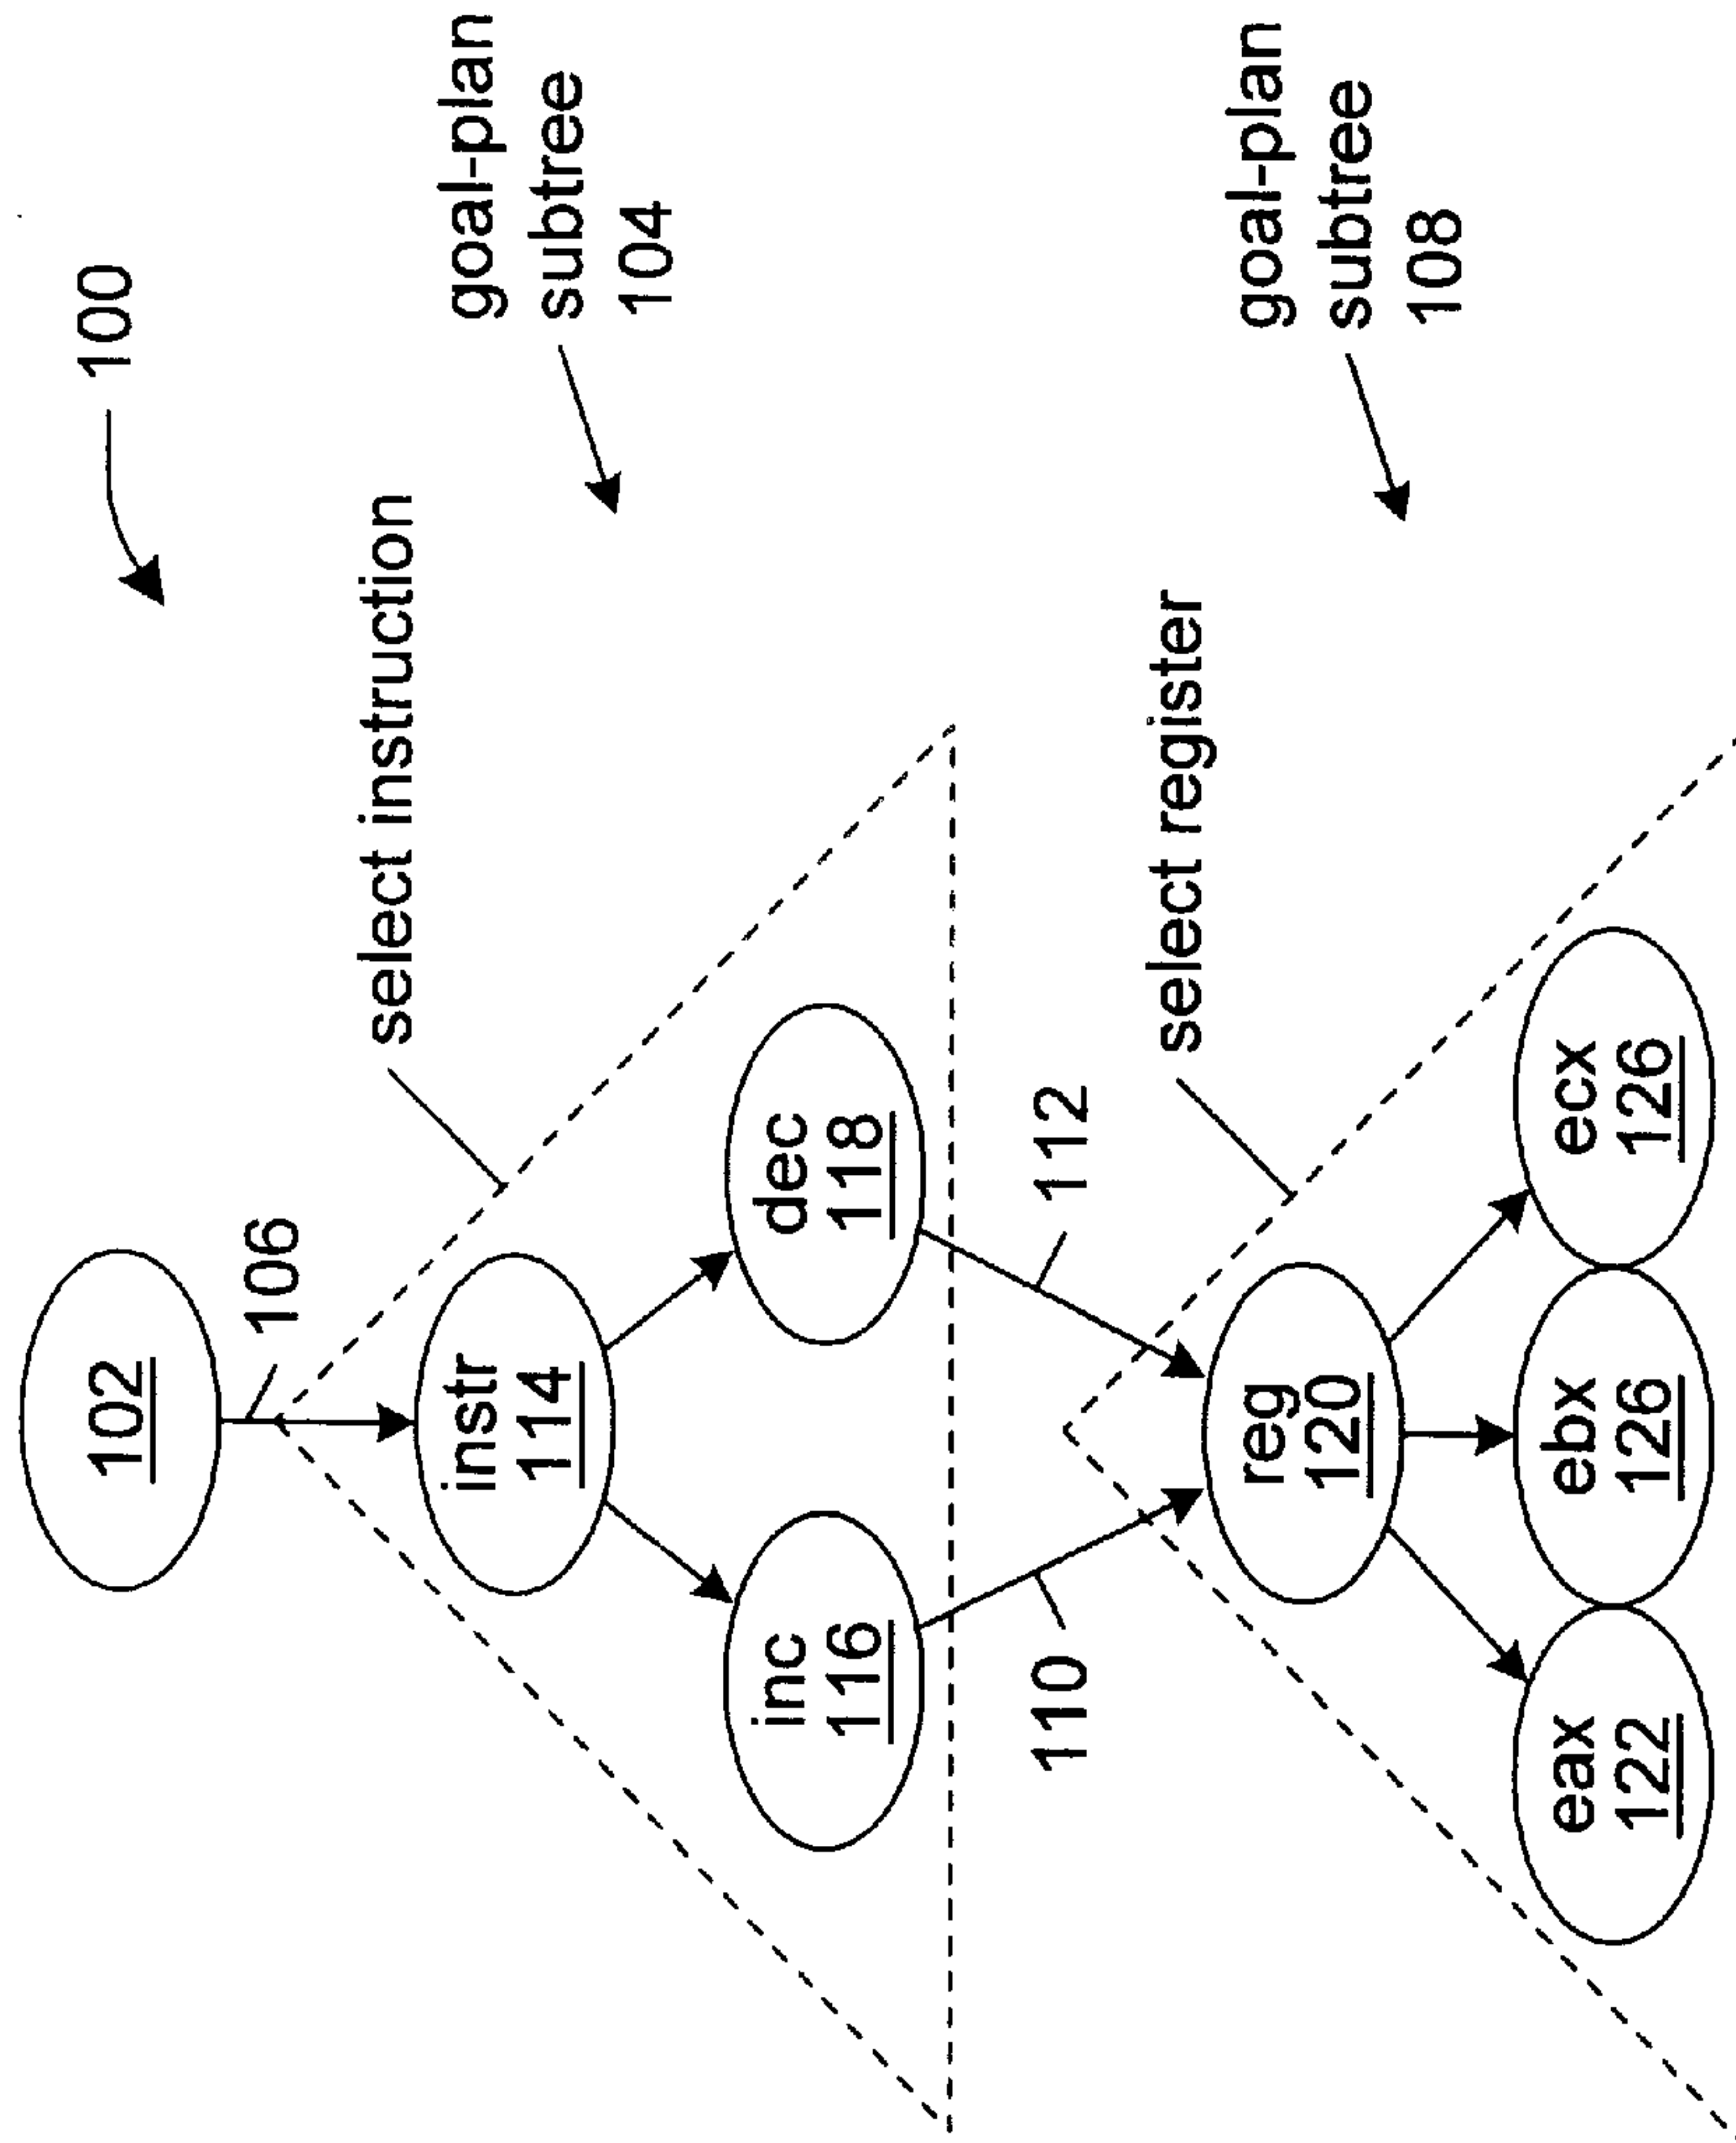 100
102
106
select instruction
goal-plan
subtree
104
instr
114
inc
116
dec
118
110
112
select register
goal-plan
subtree
108
reg
120
eax
122
ebx
126
ecx
126